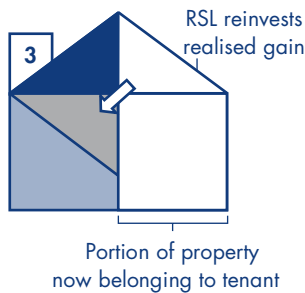 RSL reinvests
realised gain
3
Portion of property
now belonging to tenant